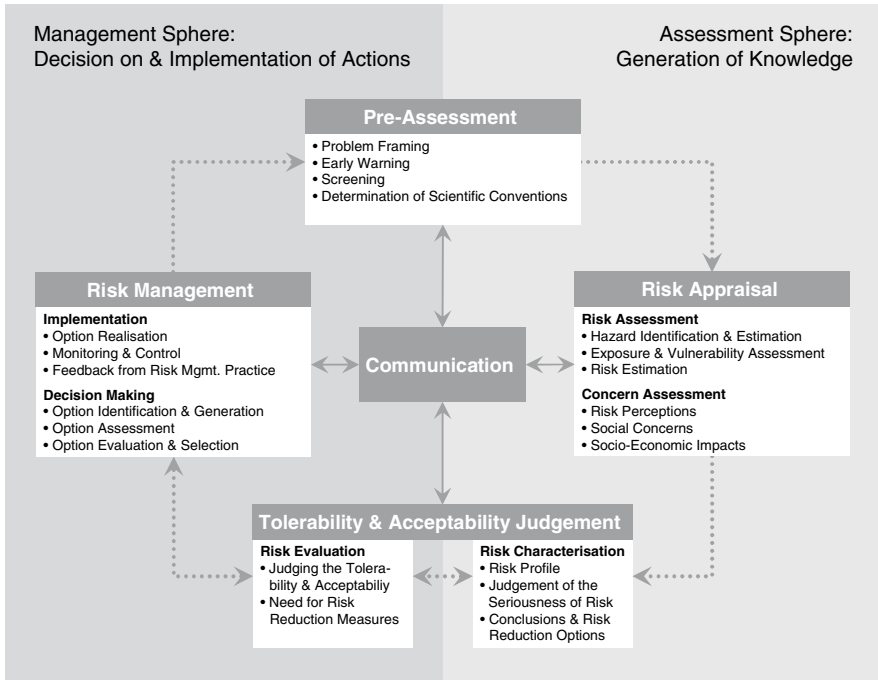 Management Sphere:
Decision on & Implementation of Actions
Assessment Sphere:
Generation of Knowledge
Pre-Assessment
• Problem Framing
• Early Warning
• Screening
• Determination of Scientific Conventions
Risk Management
Implementation
• Option Realisation
• Monitoring & Control
• Feedback from Risk Mgmt. Practice
Decision Making
• Option Identification & Generation
• Option Assessment
• Option Evaluation & Selection
Communication
Risk Appraisal
Risk Assessment
• Hazard Identification & Estimation
• Exposure & Vulnerability Assessment
• Risk Estimation
Concern Assessment
• Risk Perceptions
• Social Concerns
• Socio-Economic Impacts
Tolerability & Acceptability Judgement
Risk Evaluation
• Judging the Tolera-
bility & Acceptabiliy
• Need for Risk
Reduction Measures
Risk Characterisation
• Risk Profile
• Judgement of the
Seriousness of Risk
• Conclusions & Risk
Reduction Options